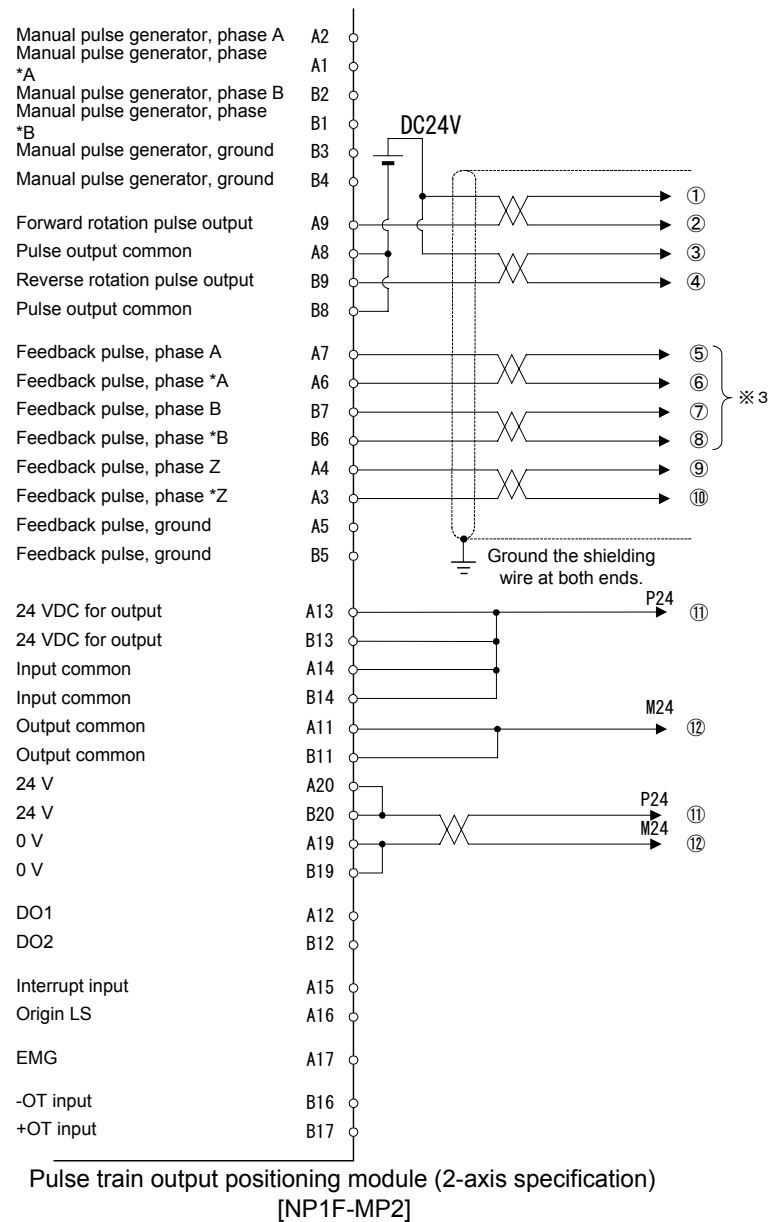 Manual pulse generator, phase A A2
Manual pulse generator, phase
*A A1
Manual pulse generator, phase B B2
Manual pulse generator, phase
*B B1
DC24V
Manual pulse generator, ground B3
Manual pulse generator, ground B4
①
Forward rotation pulse output A9 ②
Pulse output common A8 ③
Reverse rotation pulse output B9 ④
Pulse output common B8
Feedback pulse, phase A A7 ⑤
Feedback pulse, phase *A A6 ⑥
※3
Feedback pulse, phase B B7 ⑦
Feedback pulse, phase *B B6 ⑧
Feedback pulse, phase Z A4 ⑨
Feedback pulse, phase *Z A3 ⑩
Feedback pulse, ground A5
Feedback pulse, ground B5
Ground the shielding
wire at both ends.
24 VDC for output A13 P24 ⑪
24 VDC for output B13
Input common A14
Input common B14
Output common A11 M24 ⑫
Output common B11
24 V A20
24 V B20 P24 ⑪
0 V A19 M24 ⑫
0 V B19
DO1 A12
DO2 B12
Interrupt input A15
Origin LS A16
EMG A17
-OT input B16
+OT input B17
Pulse train output positioning module (2-axis specification)
[NP1F-MP2]